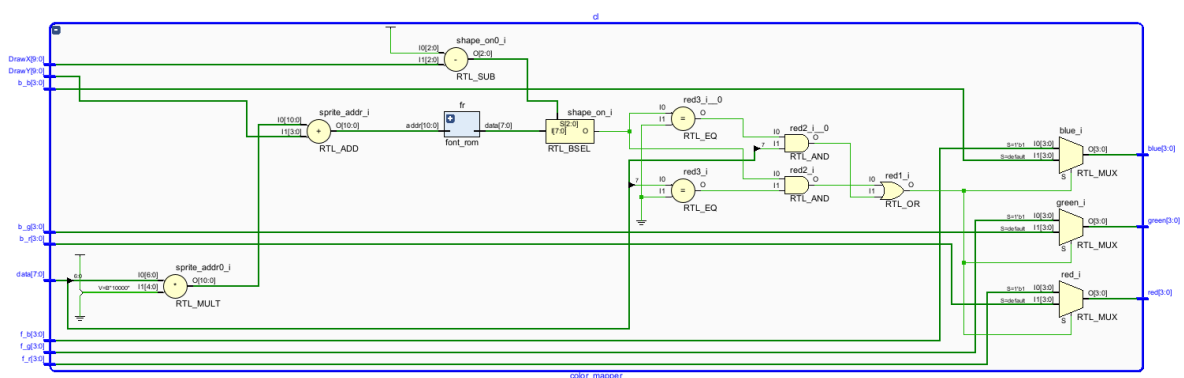 cl
shape_on0_i
I0[2:0]
I1[2:0]
O[2:0]
-
RTL_SUB
DrawX[9:0]
DrawY[9:0]
b_b[3:0]
sprite_addr_i
I0[10:0]
I1[3:0]
O[10:0]
+
RTL_ADD
fr
addr[10:0]
data[7:0]
font_rom
shape_on_i
S[2:0]
I[7:0]
O
RTL_BSEL
red3_i__0
I0
I1
O
=
RTL_EQ
red2_i__0
I0
I1
O
7
RTL_AND
red3_i
7
I0
I1
O
=
RTL_EQ
red2_i
I0
I1
O
RTL_AND
red1_i
I0
I1
O
RTL_OR
blue_i
S=1'b1
I0[3:0]
S=default
I1[3:0]
O[3:0]
S
RTL_MUX
blue[3:0]
green_i
S=1'b1
I0[3:0]
S=default
I1[3:0]
O[3:0]
S
RTL_MUX
green[3:0]
b_g[3:0]
b_r[3:0]
red_i
S=1'b1
I0[3:0]
S=default
I1[3:0]
O[3:0]
S
RTL_MUX
red[3:0]
data[7:0]
6:0
sprite_addr0_i
I0[6:0]
V=B"10000"
I1[4:0]
O[10:0]
*
RTL_MULT
f_b[3:0]
f_g[3:0]
f_r[3:0]
color_mapper